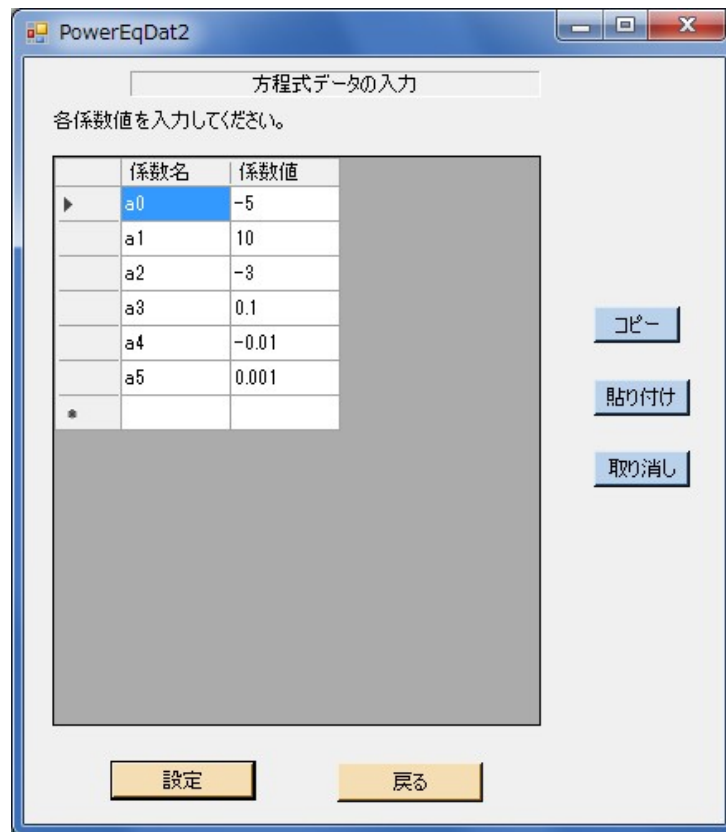 PowerEqDat2
方程式データの入力
各係数値を入力してください。
係数名 係数値
a0 -5
a1 10
a2 -3
a3 0.1
a4 -0.01
a5 0.001
コピー
貼り付け
取り消し
設定 戻る